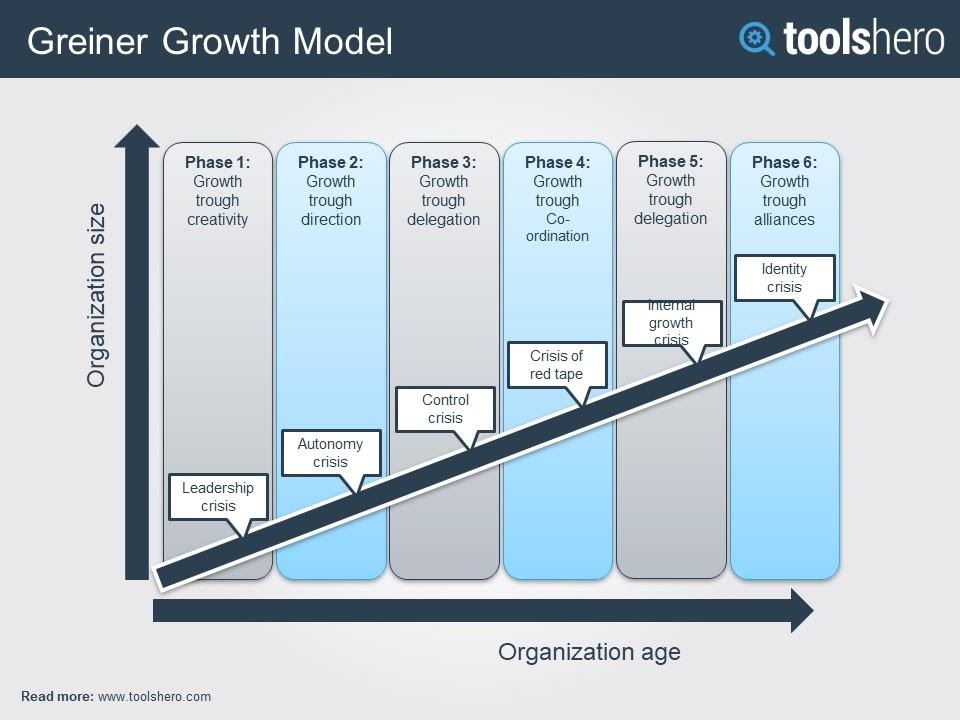 Greiner Growth Model
toolshero
Organization size
Phase 1:
Growth
trough
creativity
Phase 2:
Growth
trough
direction
Phase 3:
Growth
trough
delegation
Phase 4:
Growth
trough
Co-
ordination
Phase 5:
Growth
trough
delegation
Phase 6:
Growth
trough
alliances
Leadership
crisis
Autonomy
crisis
Control
crisis
Crisis of
red tape
Internal
growth
crisis
Identity
crisis
Organization age
Read more: www.toolshero.com